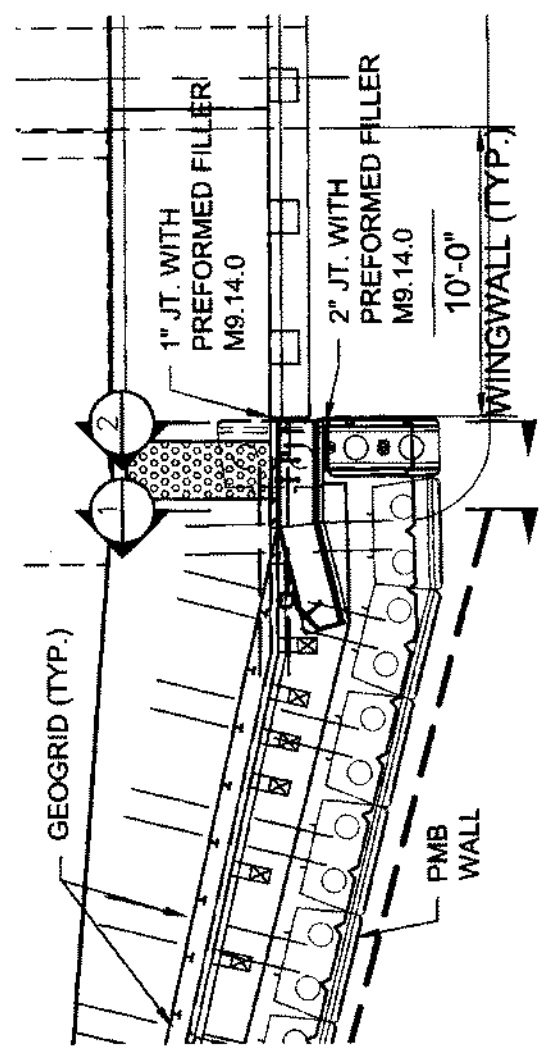 GEOGRID (TYP.)
1
2
1" JT. WITH
PREFORMED FILLER
M9.14.0
2" JT. WITH
PREFORMED FILLER
M9.14.0
10'-0"
WINGWALL (TYP.)
PMB
WALL